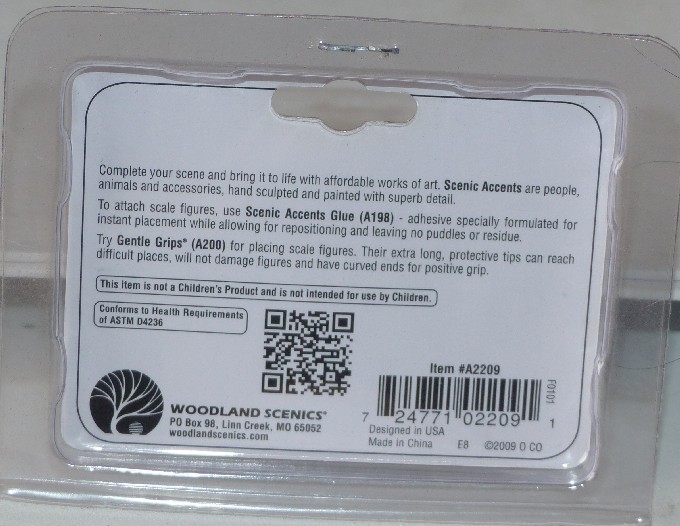 Complete your scene and bring it to life with affordable works of art. Scenic Accents are people,
animals and accessories, hand sculpted and painted with superb detail.
To attach scale figures, use Scenic Accents Glue (A198) - adhesive specially formulated for
instant placement while allowing for repositioning and leaving no puddles or residue.
Try Gentle Grips® (A200) for placing scale figures. Their extra long, protective tips can reach
difficult places, will not damage figures and have curved ends for positive grip.
This Item is not a Children's Product and is not intended for use by Children.
Conforms to Health Requirements
of ASTM D4236
Item #A2209
F0101
7 24771 02209 1
WOODLAND SCENICS®
PO Box 98, Linn Creek, MO 65052
woodlandscenics.com
Designed in USA
Made in China E8 ©2009 O CO